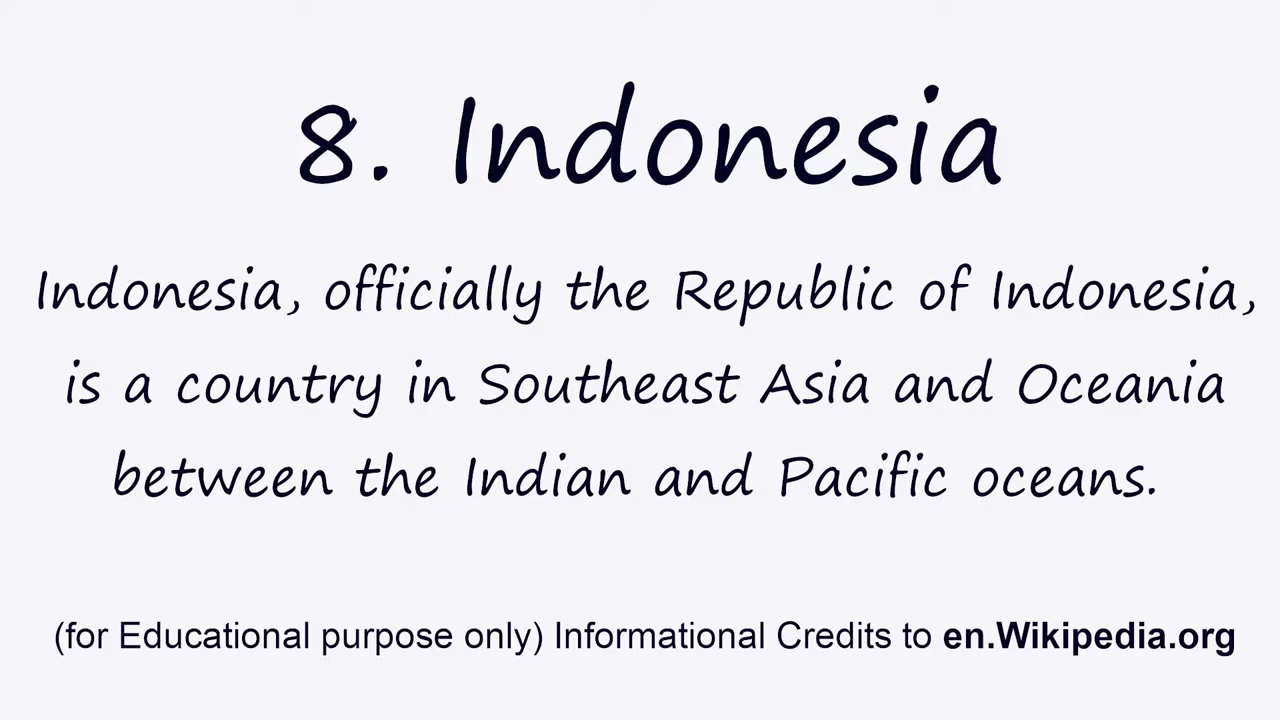 8. Indonesia
Indonesia, officially the Republic of Indonesia,
is a country in Southeast Asia and Oceania
between the Indian and Pacific oceans.
(for Educational purpose only) Informational Credits to en.Wikipedia.org